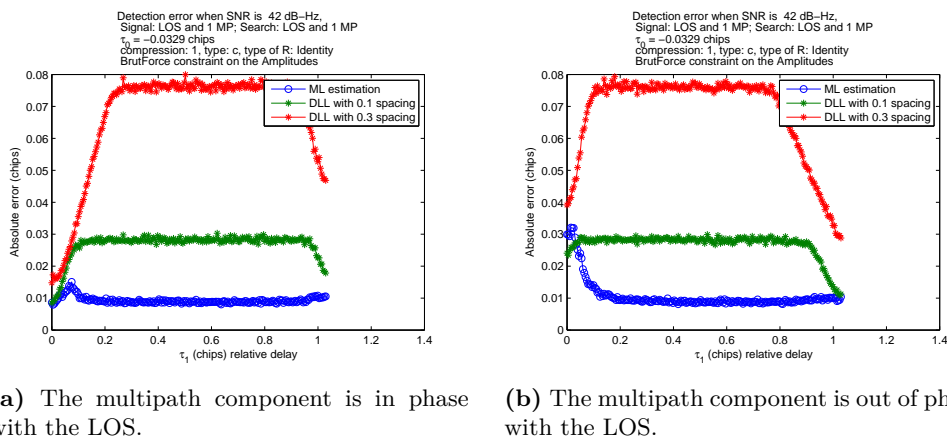 Detection error when SNR is 42 dB−Hz,
Signal: LOS and 1 MP; Search: LOS and 1 MP
τ0 = −0.0329 chips
compression: 1, type: c, type of R: Identity
BrutForce constraint on the Amplitudes
0.08
0.07
0.06
0.05
0.04
0.03
0.02
0.01
0
Absolute error (chips)
ML estimation
DLL with 0.1 spacing
DLL with 0.3 spacing
0 0.2 0.4 0.6 0.8 1 1.2 1.4
τ1 (chips) relative delay
a) The multipath component is in phase
with the LOS.
Detection error when SNR is 42 dB−Hz,
Signal: LOS and 1 MP; Search: LOS and 1 MP
τ0 = −0.0329 chips
compression: 1, type: c, type of R: Identity
BrutForce constraint on the Amplitudes
0.08
0.07
0.06
0.05
0.04
0.03
0.02
0.01
0
Absolute error (chips)
ML estimation
DLL with 0.1 spacing
DLL with 0.3 spacing
0 0.2 0.4 0.6 0.8 1 1.2 1.4
τ1 (chips) relative delay
(b) The multipath component is out of ph
with the LOS.